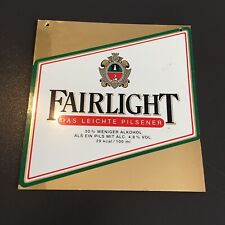 FAIRLIGHT
DAS LEICHTE PILSENER
30% WENIGER ALKOHOL
ALS EIN PILS MIT ALC. 4,8% VOL.
29 kcal / 100 ml